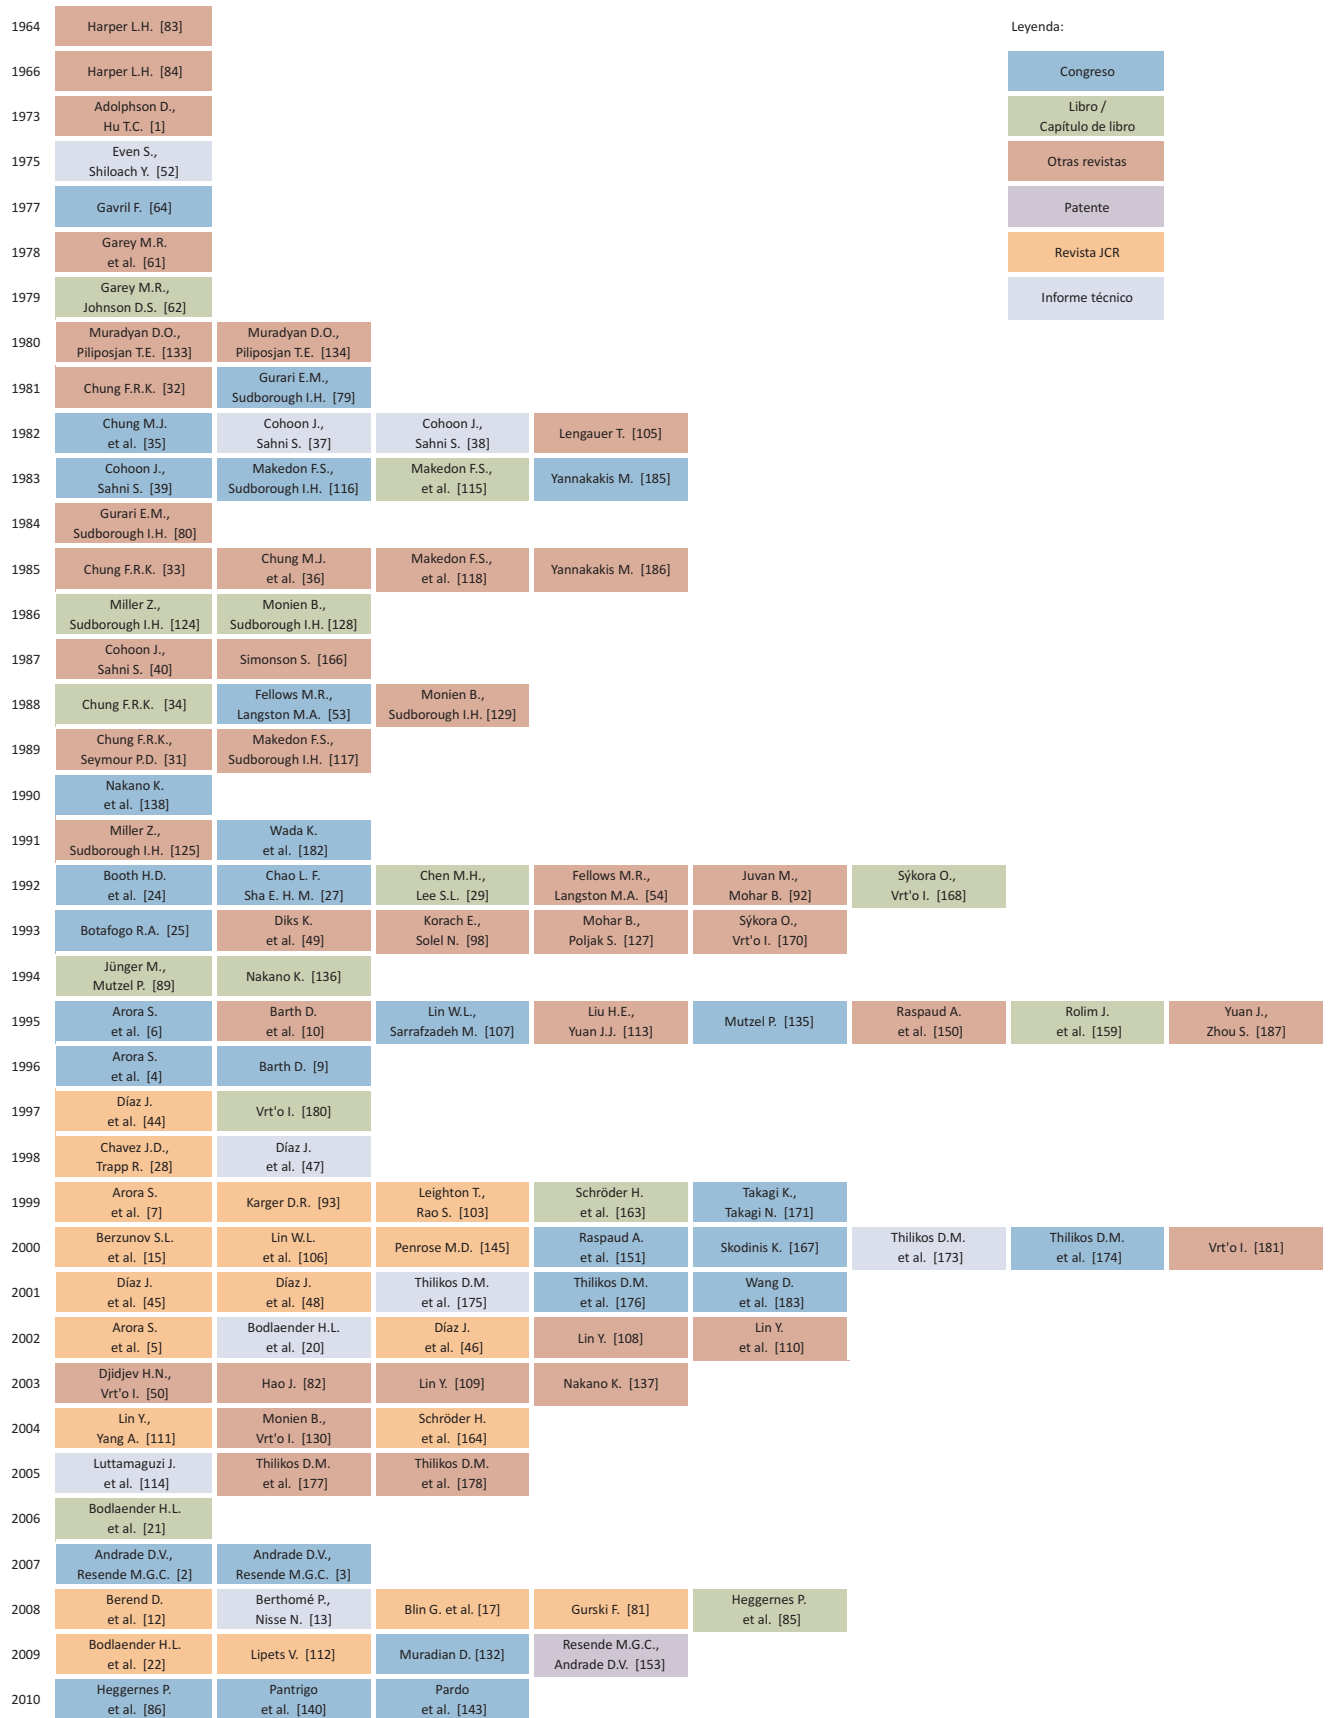 1964
Harper L.H. [83]
Leyenda:
1966
Harper L.H. [84]
Congreso
1973
Adolphson D.,
Hu T.C. [1]
Libro /
Capítulo de libro
1975
Even S.,
Shiloach Y. [52]
Otras revistas
1977
Gavril F. [64]
Patente
1978
Garey M.R.
et al. [61]
Revista JCR
1979
Garey M.R.,
Johnson D.S. [62]
Informe técnico
1980
Muradyan D.O.,
Piliposjan T.E. [133]
Muradyan D.O.,
Piliposjan T.E. [134]
1981
Chung F.R.K. [32]
Gurari E.M.,
Sudborough I.H. [79]
1982
Chung M.J.
et al. [35]
Cohoon J.,
Sahni S. [37]
Cohoon J.,
Sahni S. [38]
Lengauer T. [105]
1983
Cohoon J.,
Sahni S. [39]
Makedon F.S.,
Sudborough I.H. [116]
Makedon F.S.,
et al. [115]
Yannakakis M. [185]
1984
Gurari E.M.,
Sudborough I.H. [80]
1985
Chung F.R.K. [33]
Chung M.J.
et al. [36]
Makedon F.S.,
et al. [118]
Yannakakis M. [186]
1986
Miller Z.,
Sudborough I.H. [124]
Monien B.,
Sudborough I.H. [128]
1987
Cohoon J.,
Sahni S. [40]
Simonson S. [166]
1988
Chung F.R.K. [34]
Fellows M.R.,
Langston M.A. [53]
Monien B.,
Sudborough I.H. [129]
1989
Chung F.R.K.,
Seymour P.D. [31]
Makedon F.S.,
Sudborough I.H. [117]
1990
Nakano K.
et al. [138]
1991
Miller Z.,
Sudborough I.H. [125]
Wada K.
et al. [182]
1992
Booth H.D.
et al. [24]
Chao L. F.
Sha E. H. M. [27]
Chen M.H.,
Lee S.L. [29]
Fellows M.R.,
Langston M.A. [54]
Juvan M.,
Mohar B. [92]
Sýkora O.,
Vrt'o I. [168]
1993
Botafogo R.A. [25]
Diks K.
et al. [49]
Korach E.,
Solel N. [98]
Mohar B.,
Poljak S. [127]
Sýkora O.,
Vrt'o I. [170]
1994
Jünger M.,
Mutzel P. [89]
Nakano K. [136]
1995
Arora S.
et al. [6]
Barth D.
et al. [10]
Lin W.L.,
Sarrafzadeh M. [107]
Liu H.E.,
Yuan J.J. [113]
Mutzel P. [135]
Raspaud A.
et al. [150]
Rolim J.
et al. [159]
Yuan J.,
Zhou S. [187]
1996
Arora S.
et al. [4]
Barth D. [9]
1997
Díaz J.
et al. [44]
Vrt'o I. [180]
1998
Chavez J.D.,
Trapp R. [28]
Díaz J.
et al. [47]
1999
Arora S.
et al. [7]
Karger D.R. [93]
Leighton T.,
Rao S. [103]
Schröder H.
et al. [163]
Takagi K.,
Takagi N. [171]
2000
Berzunov S.L.
et al. [15]
Lin W.L.
et al. [106]
Penrose M.D. [145]
Raspaud A.
et al. [151]
Skodinis K. [167]
Thilikos D.M.
et al. [173]
Thilikos D.M.
et al. [174]
Vrt'o I. [181]
2001
Díaz J.
et al. [45]
Díaz J.
et al. [48]
Thilikos D.M.
et al. [175]
Thilikos D.M.
et al. [176]
Wang D.
et al. [183]
2002
Arora S.
et al. [5]
Bodlaender H.L.
et al. [20]
Díaz J.
et al. [46]
Lin Y. [108]
Lin Y.
et al. [110]
2003
Djidjev H.N.,
Vrt'o I. [50]
Hao J. [82]
Lin Y. [109]
Nakano K. [137]
2004
Lin Y.,
Yang A. [111]
Monien B.,
Vrt'o I. [130]
Schröder H.
et al. [164]
2005
Luttamaguzi J.
et al. [114]
Thilikos D.M.
et al. [177]
Thilikos D.M.
et al. [178]
2006
Bodlaender H.L.
et al. [21]
2007
Andrade D.V.,
Resende M.G.C. [2]
Andrade D.V.,
Resende M.G.C. [3]
2008
Berend D.
et al. [12]
Berthomé P.,
Nisse N. [13]
Blin G. et al. [17]
Gurski F. [81]
Heggernes P.
et al. [85]
2009
Bodlaender H.L.
et al. [22]
Lipets V. [112]
Muradian D. [132]
Resende M.G.C.,
Andrade D.V. [153]
2010
Heggernes P.
et al. [86]
Pantrigo
et al. [140]
Pardo
et al. [143]